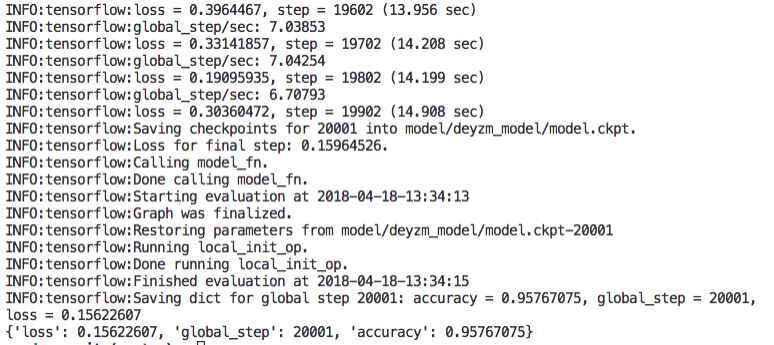 INFO:tensorflow:loss = 0.3964467, step = 19602 (13.956 sec)
INFO:tensorflow:global_step/sec: 7.03853
INFO:tensorflow:loss = 0.33141857, step = 19702 (14.208 sec)
INFO:tensorflow:global_step/sec: 7.04254
INFO:tensorflow:loss = 0.19095935, step = 19802 (14.199 sec)
INFO:tensorflow:global_step/sec: 6.70793
INFO:tensorflow:loss = 0.30360472, step = 19902 (14.908 sec)
INFO:tensorflow:Saving checkpoints for 20001 into model/deyzm_model/model.ckpt.
INFO:tensorflow:Loss for final step: 0.15964526.
INFO:tensorflow:Calling model_fn.
INFO:tensorflow:Done calling model_fn.
INFO:tensorflow:Starting evaluation at 2018-04-18-13:34:13
INFO:tensorflow:Graph was finalized.
INFO:tensorflow:Restoring parameters from model/deyzm_model/model.ckpt-20001
INFO:tensorflow:Running local_init_op.
INFO:tensorflow:Done running local_init_op.
INFO:tensorflow:Finished evaluation at 2018-04-18-13:34:15
INFO:tensorflow:Saving dict for global step 20001: accuracy = 0.95767075, global_step = 20001,
loss = 0.15622607
{'loss': 0.15622607, 'global_step': 20001, 'accuracy': 0.95767075}